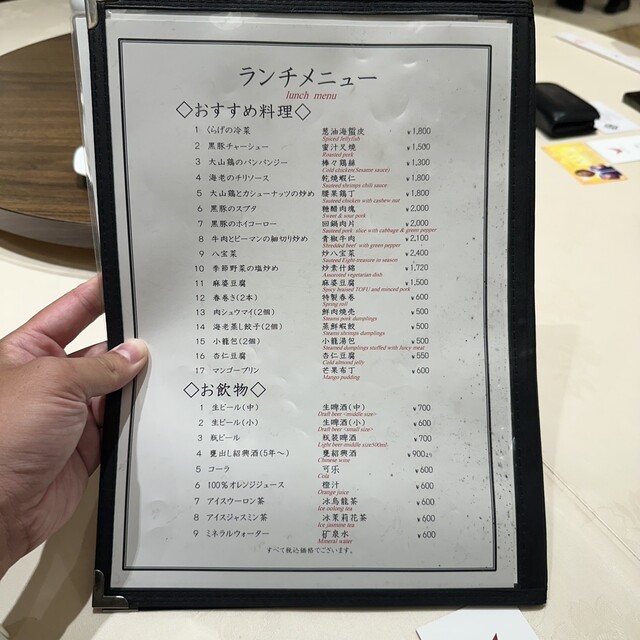 ランチメニュー
lunch menu
◇おすすめ料理◇
1 くらげの冷菜 葱油海蜇皮 ¥1,800
Spiced Jellyfish
2 黒豚チャーシュー 蜜汁叉焼 ¥1,500
Roasted pork
3 大山鶏のバンバンジー 棒々鶏絲 ¥1,300
Cold chicken(Sesame sauce)
4 海老のチリソース 乾焼蝦仁 ¥1,800
Sauteed shrimps chili sauce
5 大山鶏とカシューナッツの炒め 腰果鶏丁 ¥1,800
Sauteed chicken with cashew nut
6 黒豚のスブタ 糖醋肉塊 ¥2,000
Sweet & sour pork
7 黒豚のホイコーロー 回鍋肉片 ¥2,000
Sauteed pork slice with cabbage & green pepper
8 牛肉とピーマンの細切り炒め 青椒牛肉 ¥2,100
Shredded beef with green pepper
9 八宝菜 炒八宝菜 ¥2,400
Sauteed Eight-treasure in season
10 季節野菜の塩炒め 炒素什錦 ¥1,720
Assorted vegetarian dish
11 麻婆豆腐 麻婆豆腐 ¥1,500
Spicy braised TOFU and minced pork
12 春巻き(2本) 特製春巻 ¥600
Spring roll
13 肉シュウマイ(2個) 鮮肉焼売 ¥500
Steam pork dumplings
14 海老蒸し餃子(2個) 蒸鮮蝦餃 ¥500
Steams shrimps dumplings
15 小籠包(2個) 小籠湯包 ¥500
Steamed dumplings stuffed with Juicy meat
16 杏仁豆腐 杏仁豆腐 ¥550
Cold almond jelly
17 マンゴープリン 芒果布丁 ¥600
Mango pudding
◇お飲物◇
1 生ビール(中) 生啤酒(中) ¥700
Draft beer <middle size>
2 生ビール(小) 生啤酒(小) ¥600
Draft beer <small size>
3 瓶ビール 瓶装啤酒 ¥700
Light beer middle size500ml
4 甕出し紹興酒(5年〜) 甕紹興酒 ¥900から
Chinese wine
5 コーラ 可乐 ¥600
Cola
6 100%オレンジジュース 橙汁 ¥600
Orange juice
7 アイスウーロン茶 冰烏龍茶 ¥600
Ice oolong tea
8 アイスジャスミン茶 冰茉莉花茶 ¥600
Ice jasmine tea
9 ミネラルウォーター 矿泉水 ¥600
Mineral water
すべて税込価格でございます。